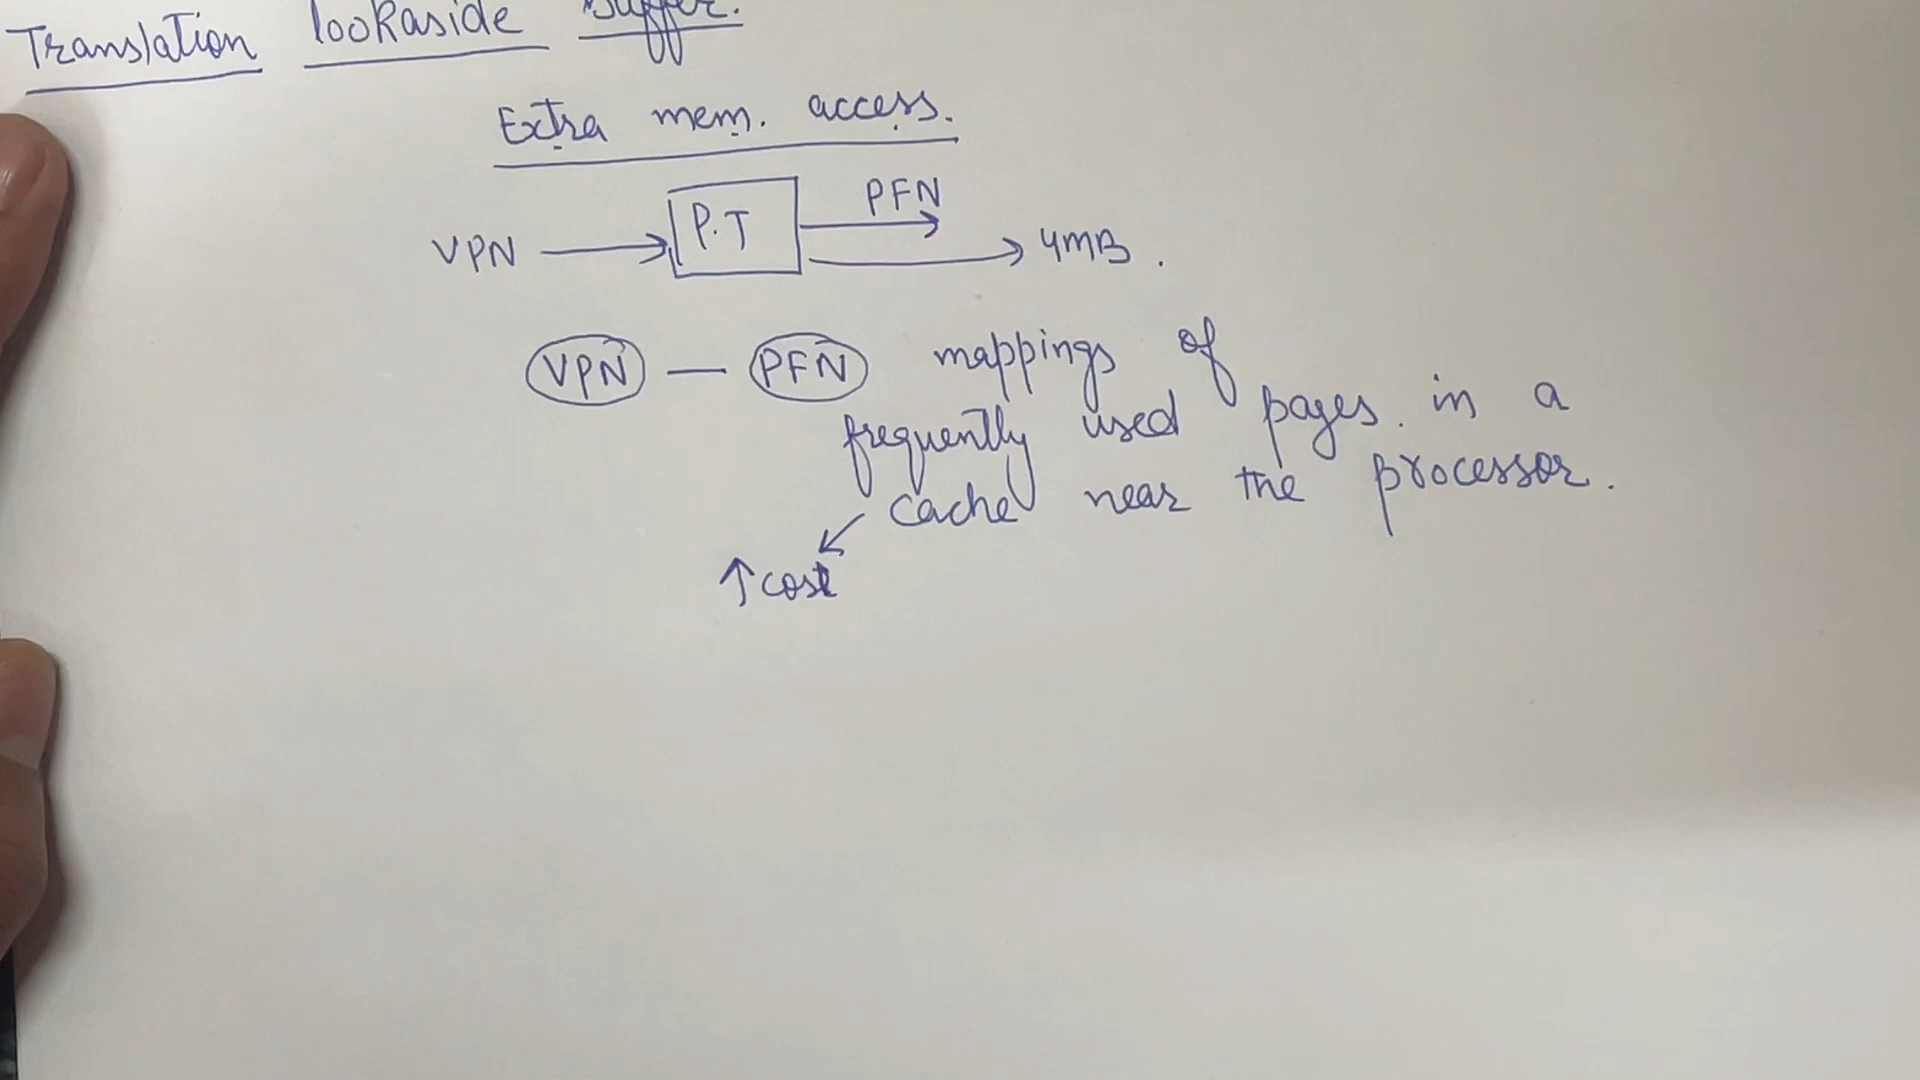 Translation lookaside Buffer.
Extra mem. access.
VPN → P.T → PFN
→ 4MB.
VPN — PFN mappings of
frequently used pages. in a
cache near the processor.
↑ cost